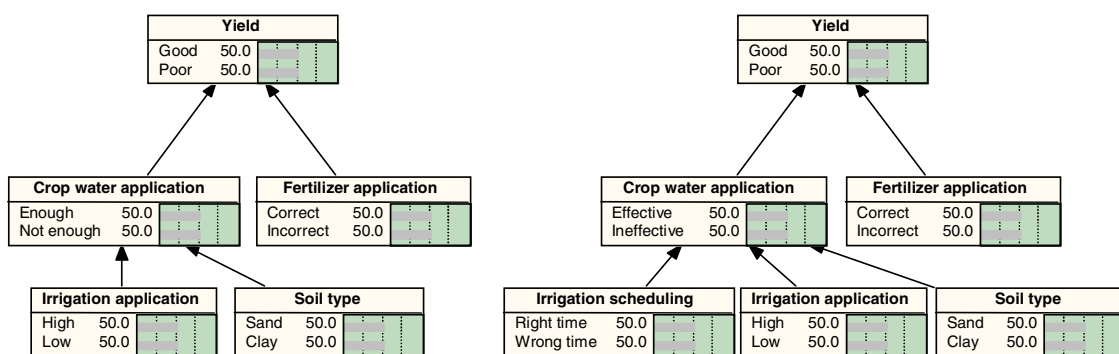 Yield
Good 50.0
Poor 50.0
Crop water application
Enough 50.0
Not enough 50.0
Fertilizer application
Correct 50.0
Incorrect 50.0
Irrigation application
High 50.0
Low 50.0
Soil type
Sand 50.0
Clay 50.0
Yield
Good 50.0
Poor 50.0
Crop water application
Effective 50.0
Ineffective 50.0
Fertilizer application
Correct 50.0
Incorrect 50.0
Irrigation scheduling
Right time 50.0
Wrong time 50.0
Irrigation application
High 50.0
Low 50.0
Soil type
Sand 50.0
Clay 50.0